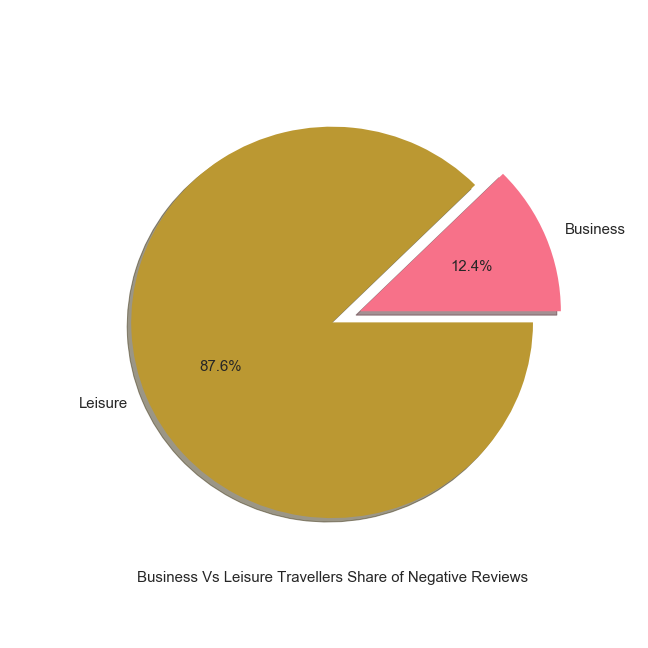 Business
12.4%
87.6%
Leisure
Business Vs Leisure Travellers Share of Negative Reviews